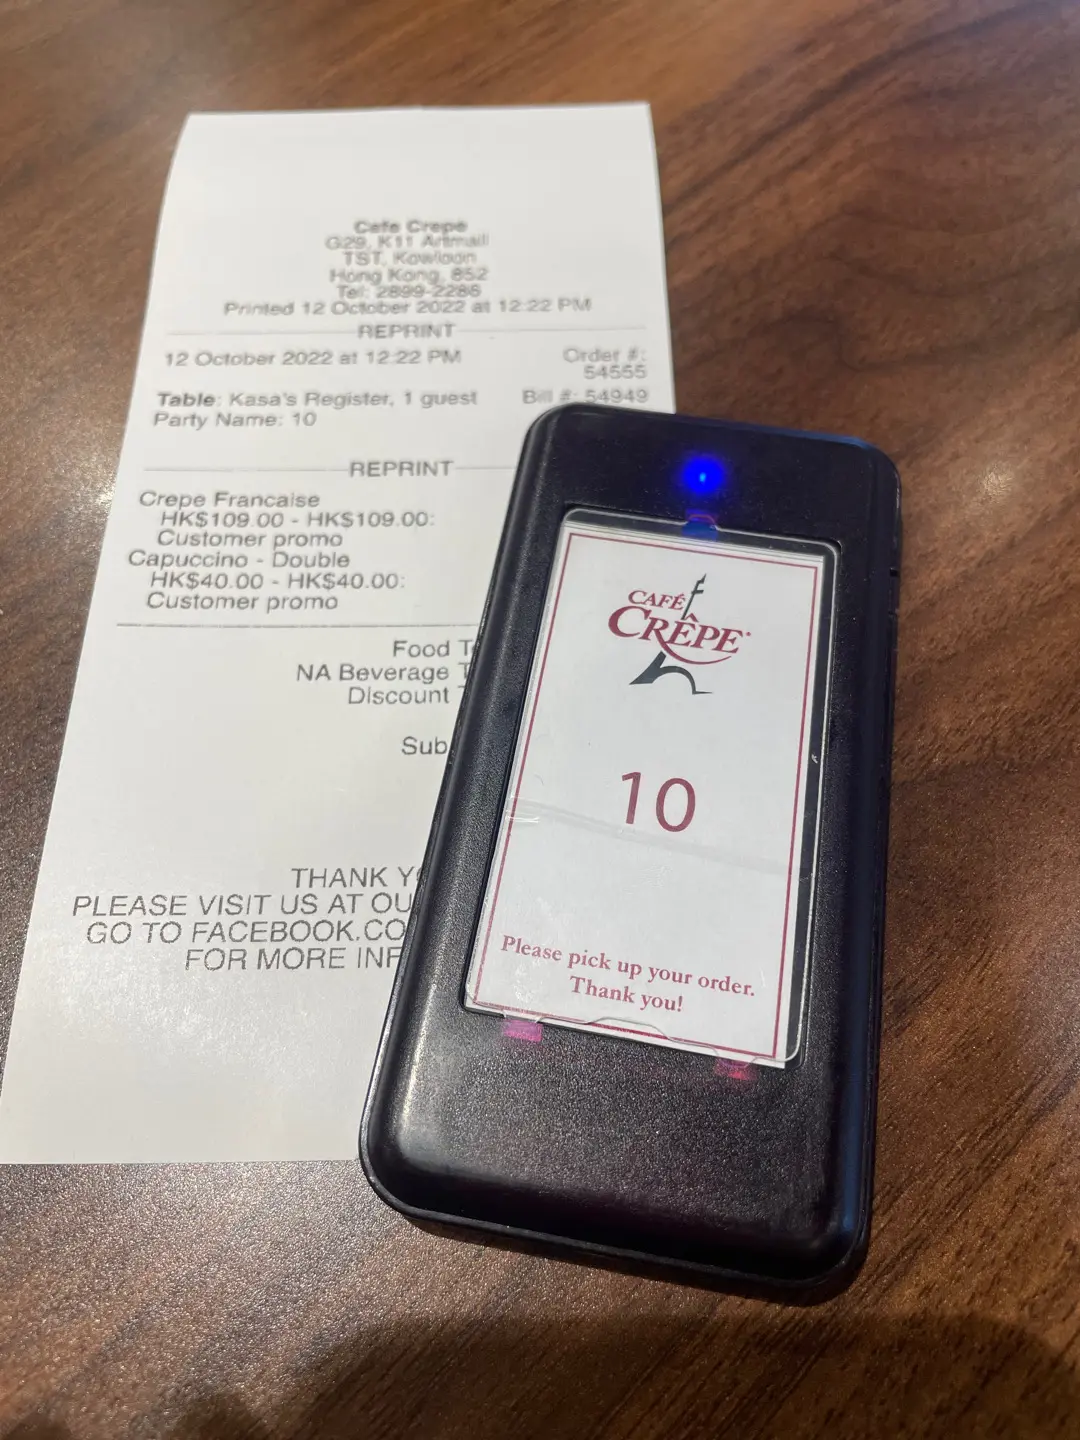 Cafe Crepe
G29, K11 Artmall
TST, Kowloon
Hong Kong, 852
Tel: 2899-2286
Printed 12 October 2022 at 12:22 PM
REPRINT
12 October 2022 at 12:22 PM
Order #:
54555
Table: Kasa's Register, 1 guest
Bill #: 54949
Party Name: 10
REPRINT
Crepe Francaise
HK$109.00 - HK$109.00:
Customer promo
Capuccino - Double
HK$40.00 - HK$40.00:
Customer promo
Food
NA Beverage
Discount
Sub
THANK
PLEASE VISIT US AT
GO TO FACEBOOK.CO
FOR MORE
CAFÉ
CRÊPE
10
Please pick up your order.
Thank you!